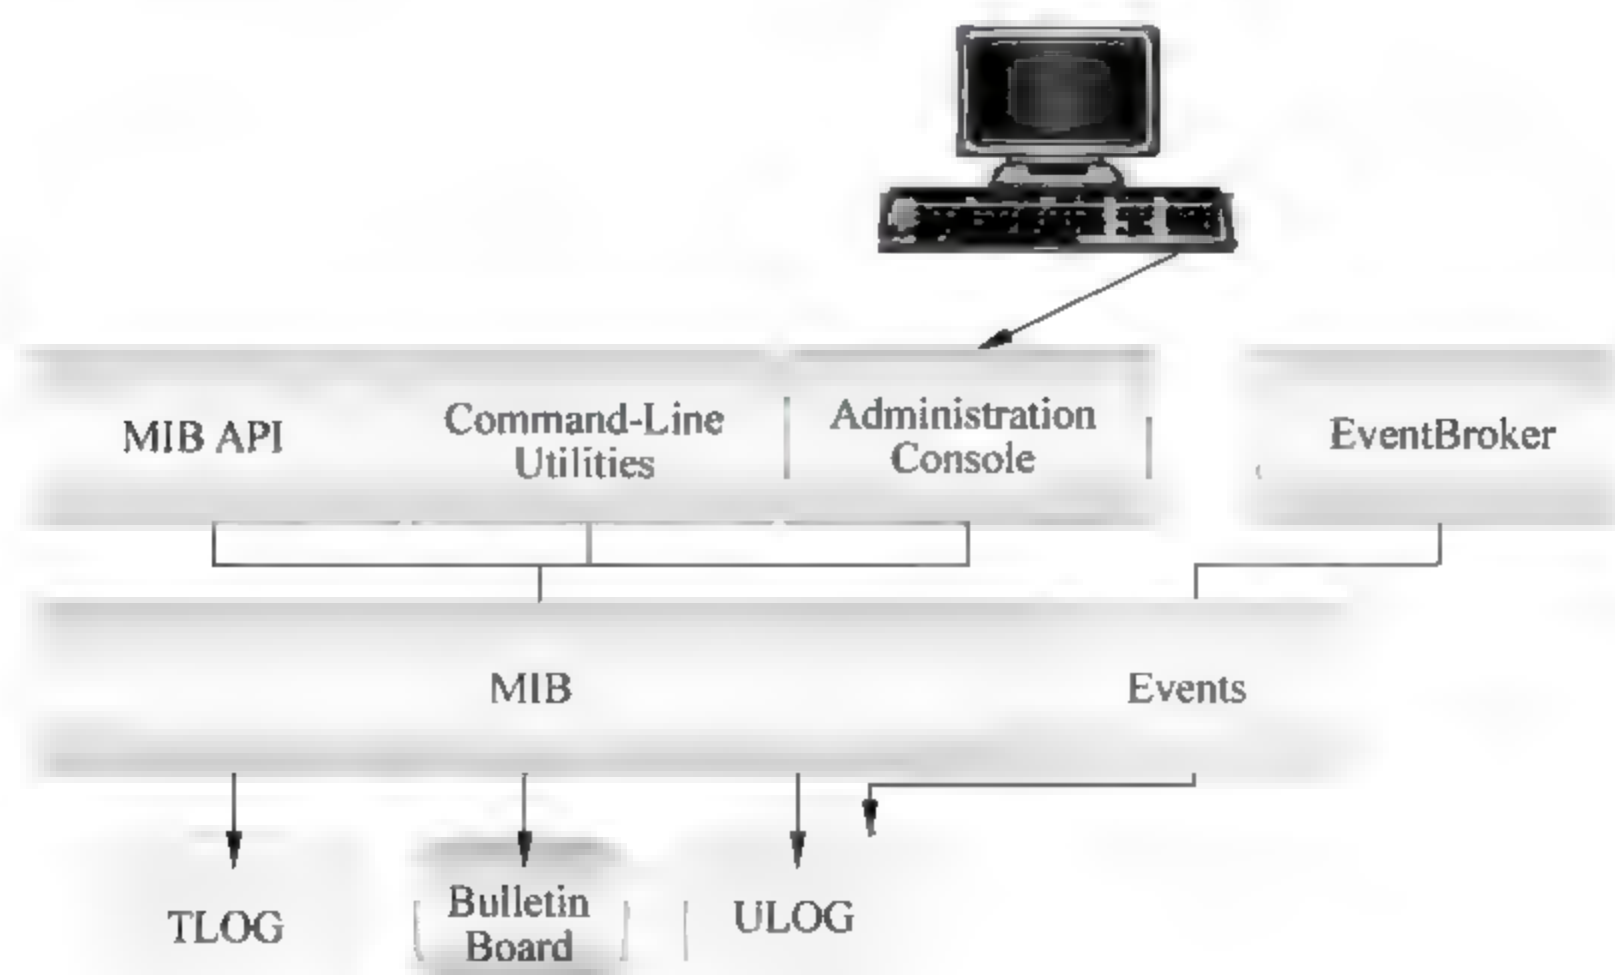 MIB API
Command-Line
Utilities
Administration
Console
EventBroker
MIB
Events
TLOG
Bulletin
Board
ULOG